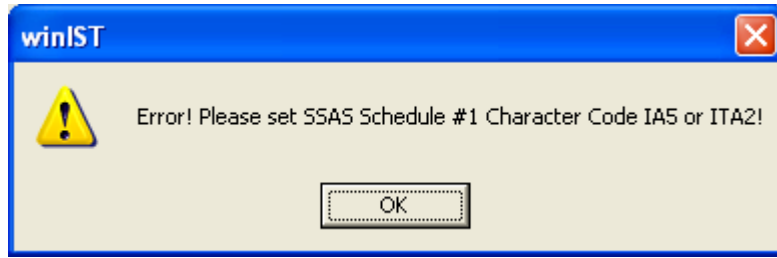 winIST
Error! Please set SSAS Schedule #1 Character Code IA5 or ITA2!
OK